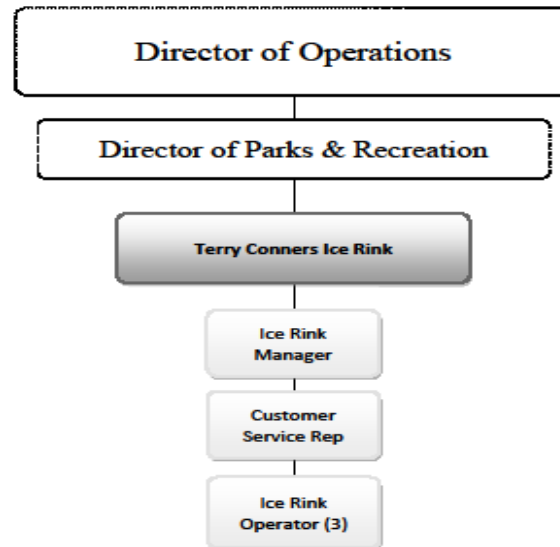 Director of Operations
Director of Parks & Recreation
Terry Conners Ice Rink
Ice Rink
Manager
Customer
Service Rep
Ice Rink
Operator (3)